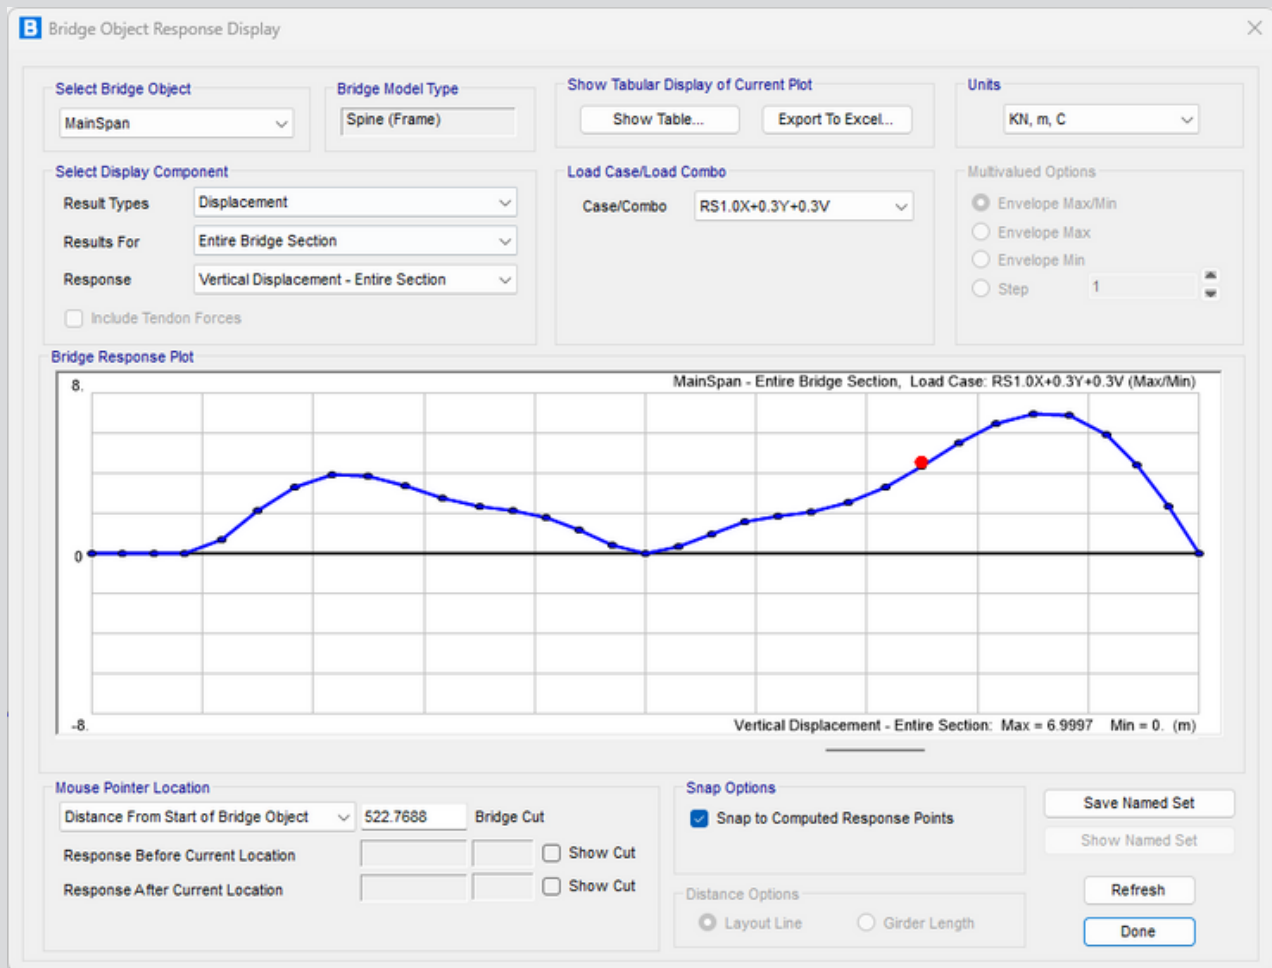 B Bridge Object Response Display
Select Bridge Object
MainSpan
Bridge Model Type
Spine (Frame)
Show Tabular Display of Current Plot
Show Table...
Export To Excel...
Units
KN, m, C
Select Display Component
Result Types
Displacement
Results For
Entire Bridge Section
Response
Vertical Displacement - Entire Section
Include Tendon Forces
Load Case/Load Combo
Case/Combo
RS1.0X+0.3Y+0.3V
Multivalued Options
Envelope Max/Min
Envelope Max
Envelope Min
Step
1
Bridge Response Plot
8.
MainSpan - Entire Bridge Section, Load Case: RS1.0X+0.3Y+0.3V (Max/Min)
0
-8.
Vertical Displacement - Entire Section: Max = 6.9997 Min = 0. (m)
Mouse Pointer Location
Distance From Start of Bridge Object
522.7688
Bridge Cut
Response Before Current Location
Show Cut
Response After Current Location
Show Cut
Snap Options
Snap to Computed Response Points
Distance Options
Layout Line
Girder Length
Save Named Set
Show Named Set
Refresh
Done